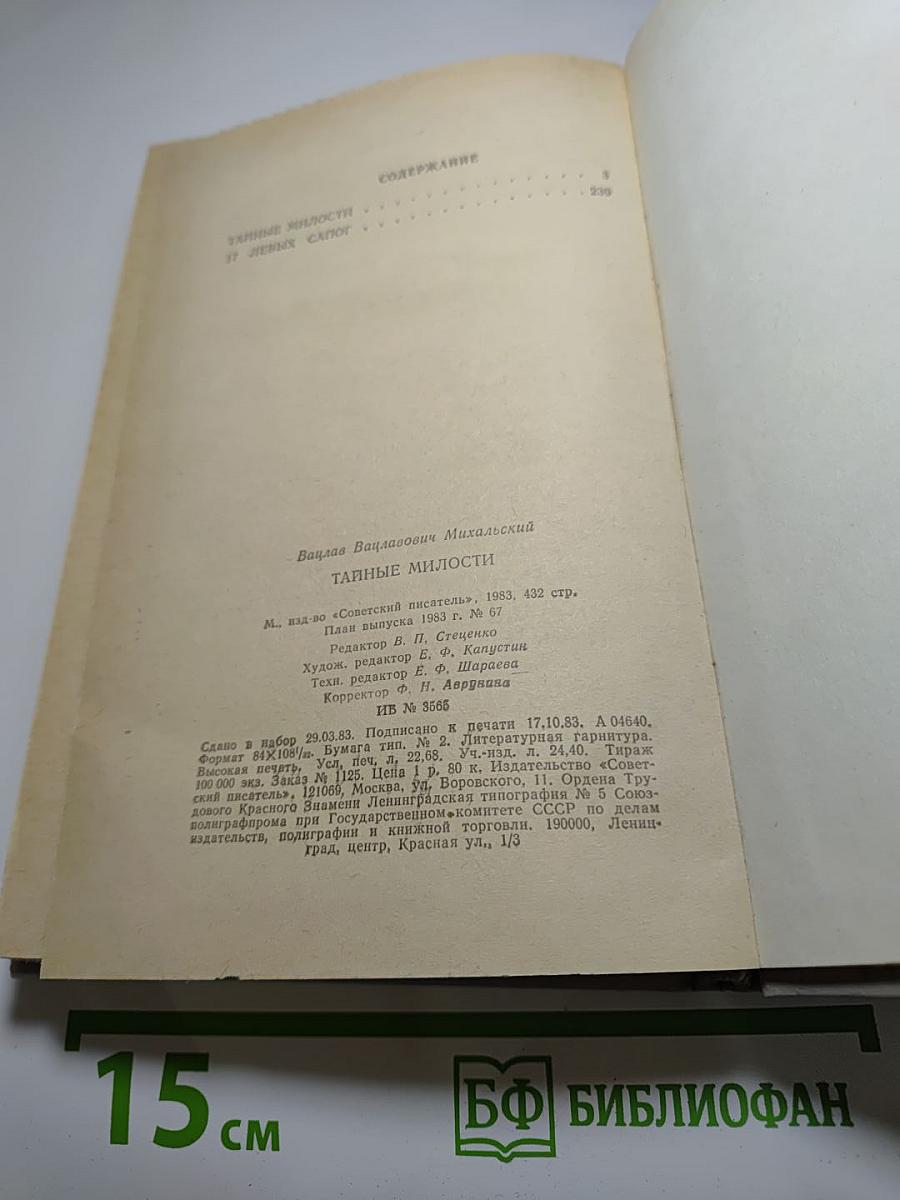 СОДЕРЖАНИЕ
ТАЙНЫЕ МИЛОСТИ . . . . . . . . . . . . . . 3
17 ЛЕВЫХ САПОГ . . . . . . . . . . . . . . 239
Вацлав Вацлавович Михальский
ТАЙНЫЕ МИЛОСТИ
М., изд-во «Советский писатель», 1983, 432 стр.
План выпуска 1983 г. № 67
Редактор В. П. Стеценко
Худож. редактор Е. Ф. Капустин
Техн. редактор Е. Ф. Шараева
Корректор Ф. Н. Аврунина
ИБ № 3565
Сдано в набор 29.03.83. Подписано к печати 17.10.83. А 04640.
Формат 84×108¹/₃₂. Бумага тип. № 2. Литературная гарнитура.
Высокая печать. Усл. печ. л. 22,68. Уч.-изд. л. 24,40. Тираж
100 000 экз. Заказ № 1125. Цена 1 р. 80 к. Издательство «Совет-
ский писатель», 121069, Москва, ул. Воровского, 11. Ордена Тру-
дового Красного Знамени Ленинградская типография № 5 Союз-
полиграфпрома при Государственном комитете СССР по делам
издательств, полиграфии и книжной торговли. 190000, Ленин-
град, центр, Красная ул., 1/3
15 см
БФ БИБЛИОФАН